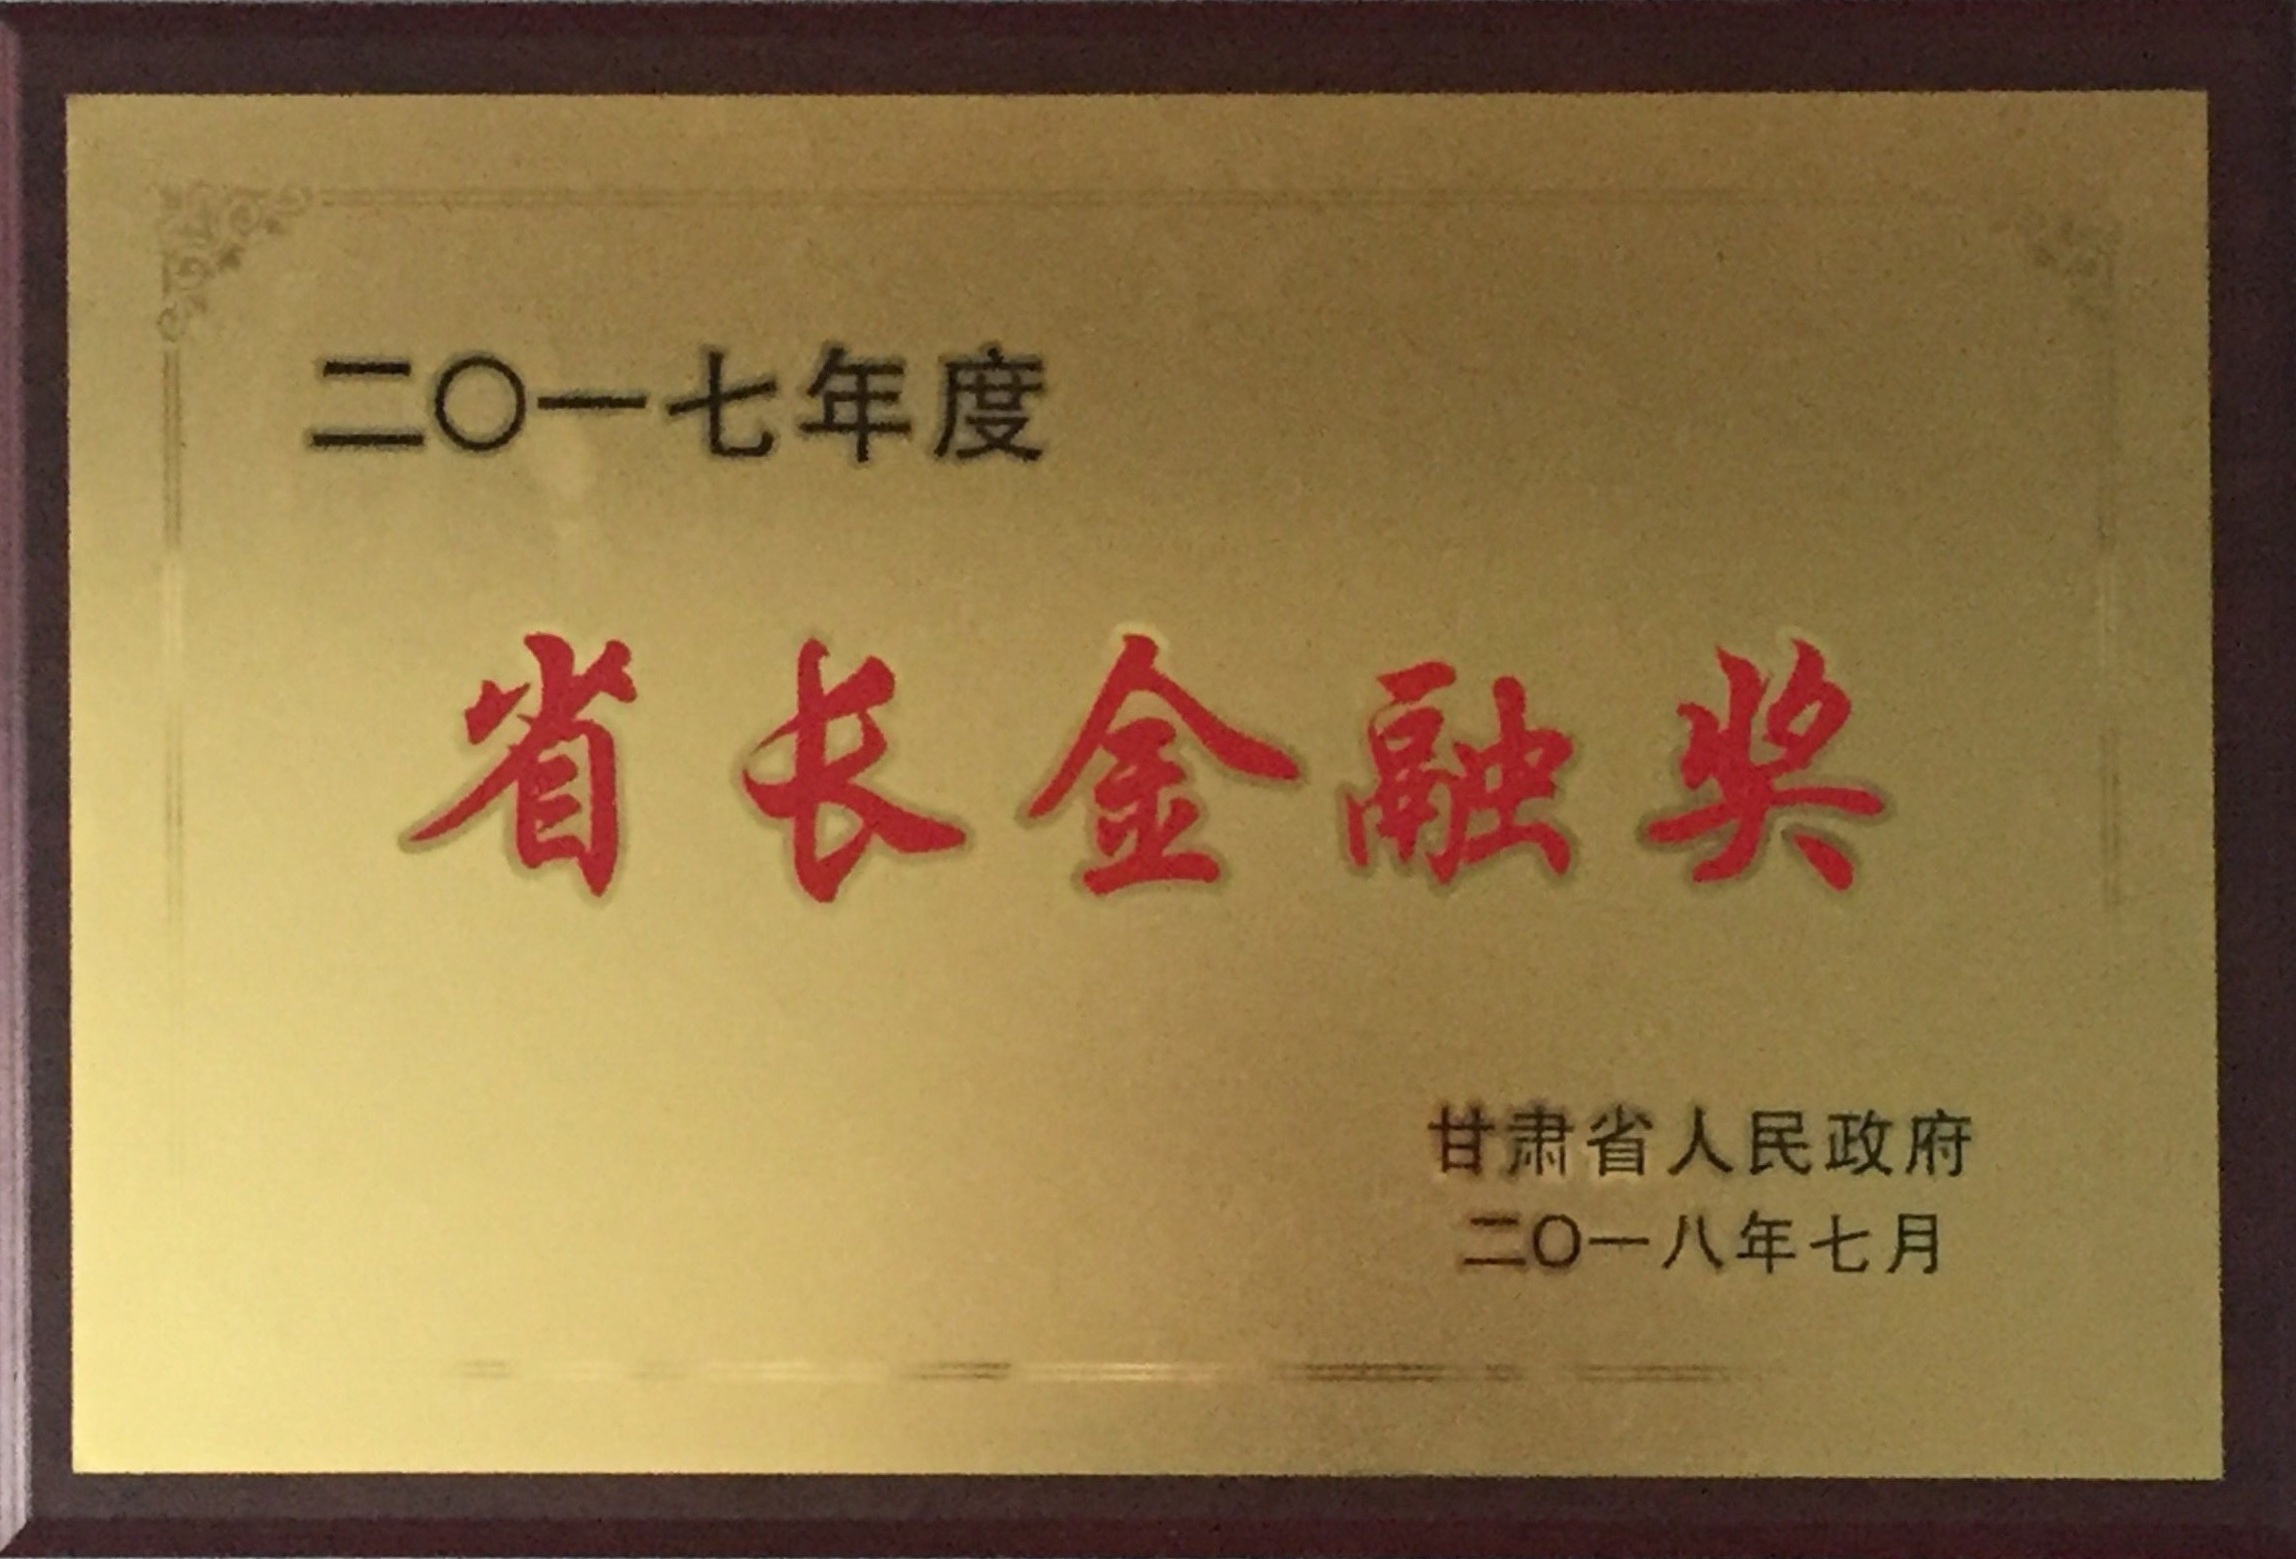 二〇一七年度
省长金融奖
甘肃省人民政府
二〇一八年七月